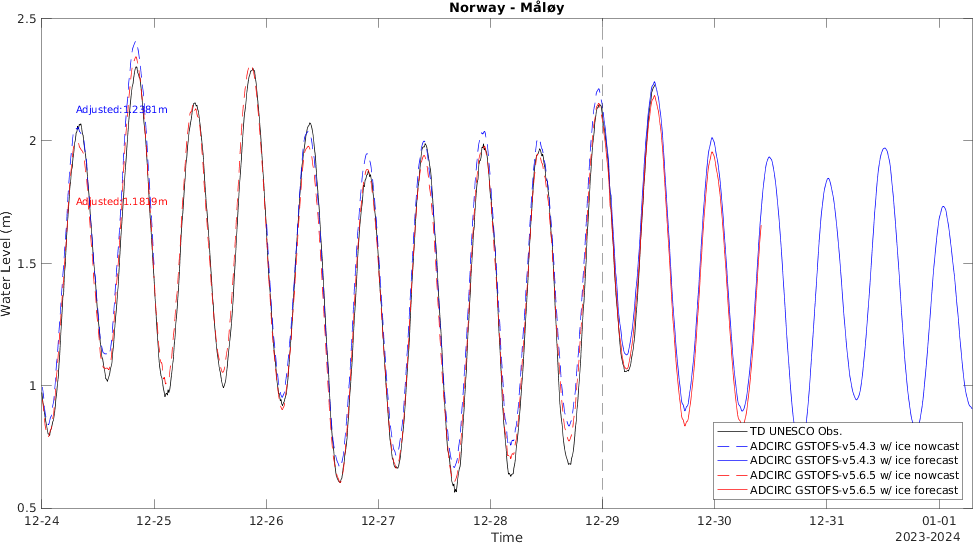 Norway - Måløy
2.5
2
1.5
1
0.5
Water Level (m)
Adjusted:1.2381m
Adjusted:1.1819m
TD UNESCO Obs.
ADCIRC GSTOFS-v5.4.3 w/ ice nowcast
ADCIRC GSTOFS-v5.4.3 w/ ice forecast
ADCIRC GSTOFS-v5.6.5 w/ ice nowcast
ADCIRC GSTOFS-v5.6.5 w/ ice forecast
12-24 12-25 12-26 12-27 12-28 12-29 12-30 12-31 01-01
Time
2023-2024